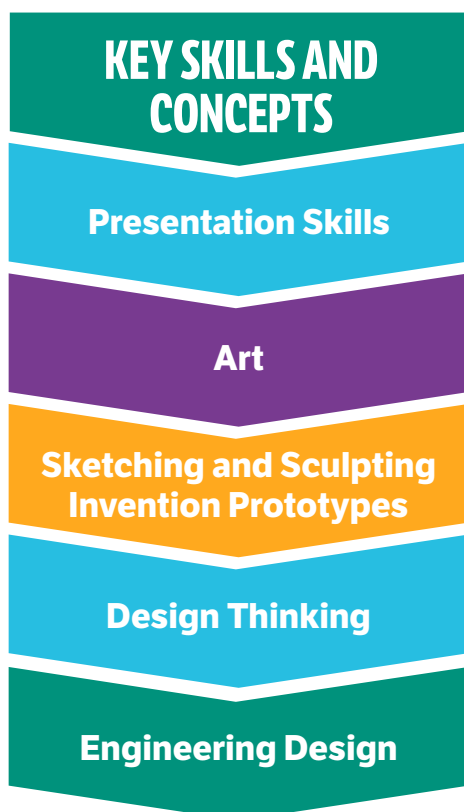 KEY SKILLS AND
CONCEPTS
Presentation Skills
Art
Sketching and Sculpting
Invention Prototypes
Design Thinking
Engineering Design